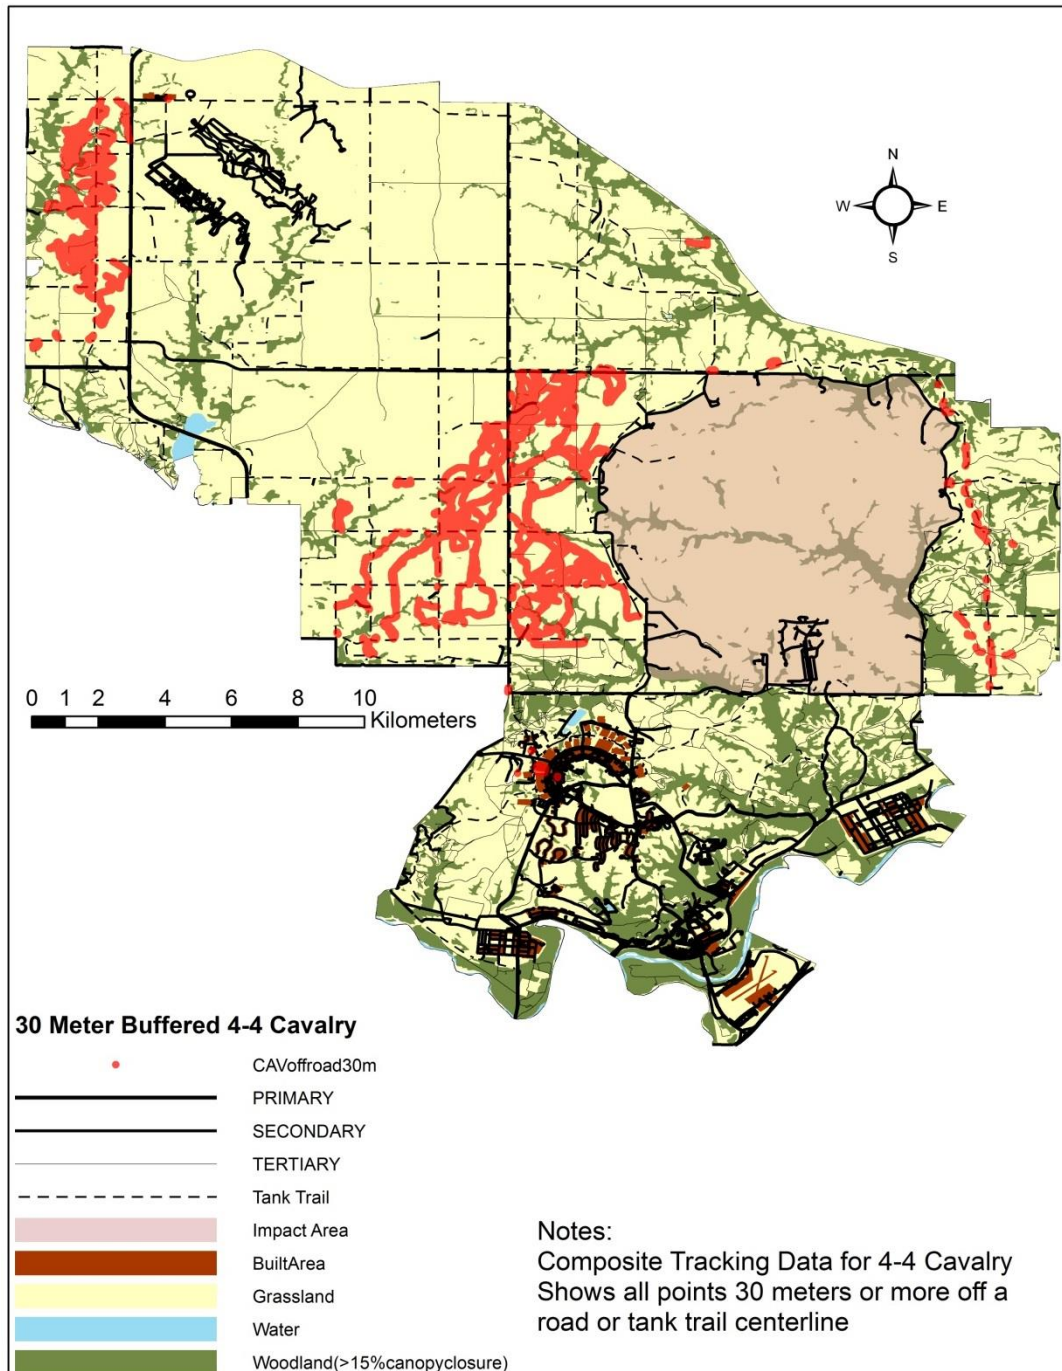 N
W
E
S
0 1 2 4 6 8 10
Kilometers
30 Meter Buffered 4-4 Cavalry
CAVoffroad30m
PRIMARY
SECONDARY
TERTIARY
Tank Trail
Impact Area
BuiltArea
Grassland
Water
Woodland(>15%canopyclosure)
Notes:
Composite Tracking Data for 4-4 Cavalry
Shows all points 30 meters or more off a
road or tank trail centerline